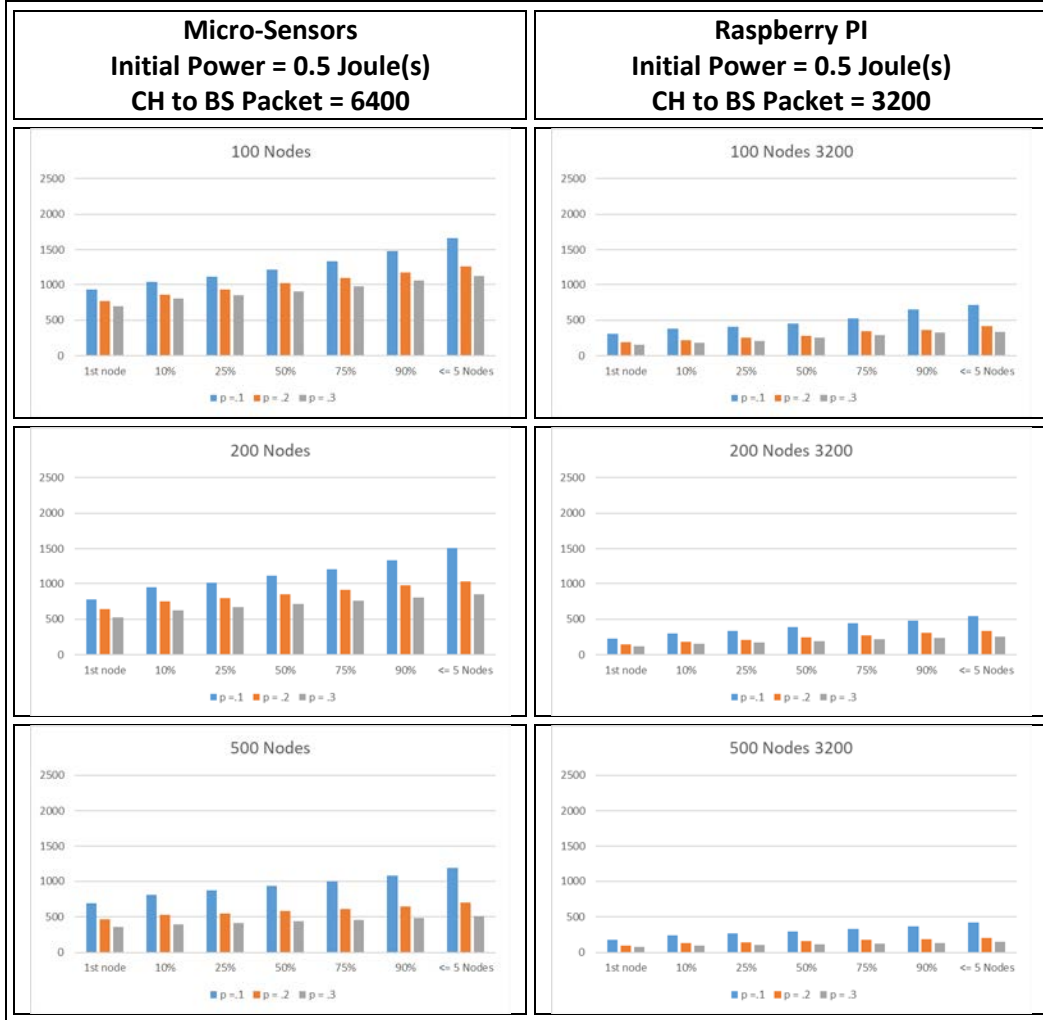 Micro-Sensors
Initial Power = 0.5 Joule(s)
CH to BS Packet = 6400
Raspberry PI
Initial Power = 0.5 Joule(s)
CH to BS Packet = 3200
100 Nodes
2500
2000
1500
1000
500
0
1st node 10% 25% 50% 75% 90% <= 5 Nodes
p =.1 p = .2 p = .3
100 Nodes 3200
2500
2000
1500
1000
500
0
1st node 10% 25% 50% 75% 90% <= 5 Nodes
p =.1 p = .2 p = .3
200 Nodes
2500
2000
1500
1000
500
0
1st node 10% 25% 50% 75% 90% <= 5 Nodes
p =.1 p = .2 p = .3
200 Nodes 3200
2500
2000
1500
1000
500
0
1st node 10% 25% 50% 75% 90% <= 5 Nodes
p =.1 p = .2 p = .3
500 Nodes
2500
2000
1500
1000
500
0
1st node 10% 25% 50% 75% 90% <= 5 Nodes
p =.1 p = .2 p = .3
500 Nodes 3200
2500
2000
1500
1000
500
0
1st node 10% 25% 50% 75% 90% <= 5 Nodes
p =.1 p = .2 p = .3